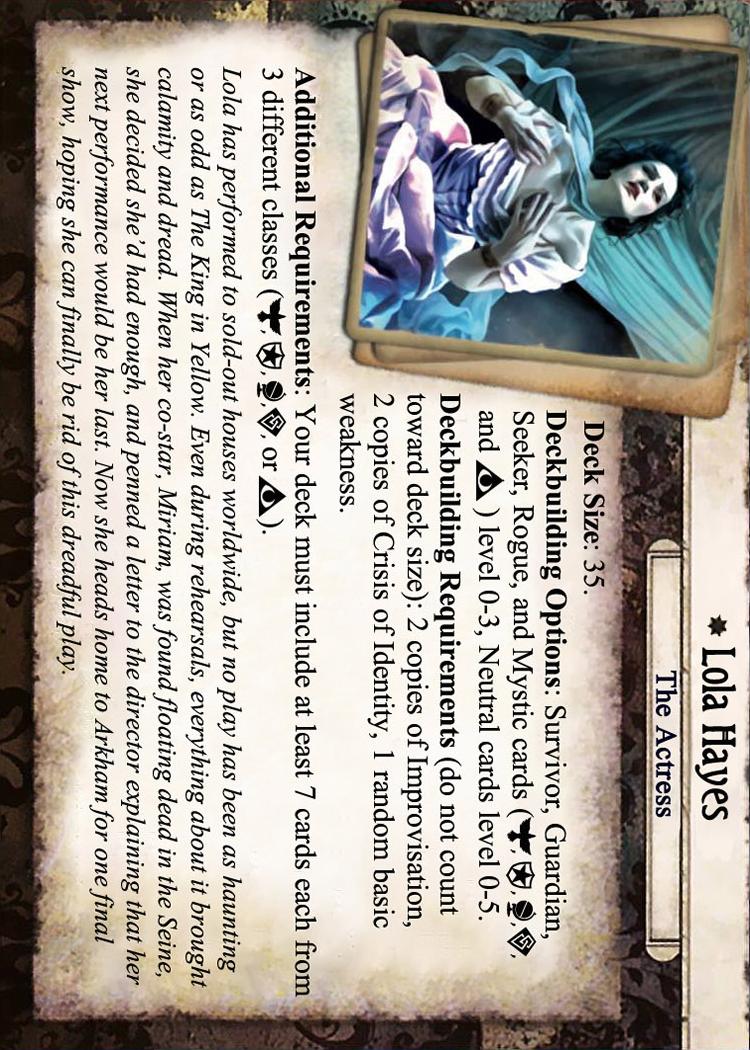 Lola Hayes
The Actress
Deck Size: 35.
Deckbuilding Options: Survivor, Guardian,
Seeker, Rogue, and Mystic cards ( , , , ,
and ) level 0-3, Neutral cards level 0-5.
Deckbuilding Requirements (do not count
toward deck size): 2 copies of Improvisation,
2 copies of Crisis of Identity, 1 random basic
weakness.
Additional Requirements: Your deck must include at least 7 cards each from
3 different classes ( , , , , or ).
Lola has performed to sold-out houses worldwide, but no play has been as haunting
or as odd as The King in Yellow. Even during rehearsals, everything about it brought
calamity and dread. When her co-star, Miriam, was found floating dead in the Seine,
she decided she'd had enough, and penned a letter to the director explaining that her
next performance would be her last. Now she heads home to Arkham for one final
show, hoping she can finally be rid of this dreadful play.